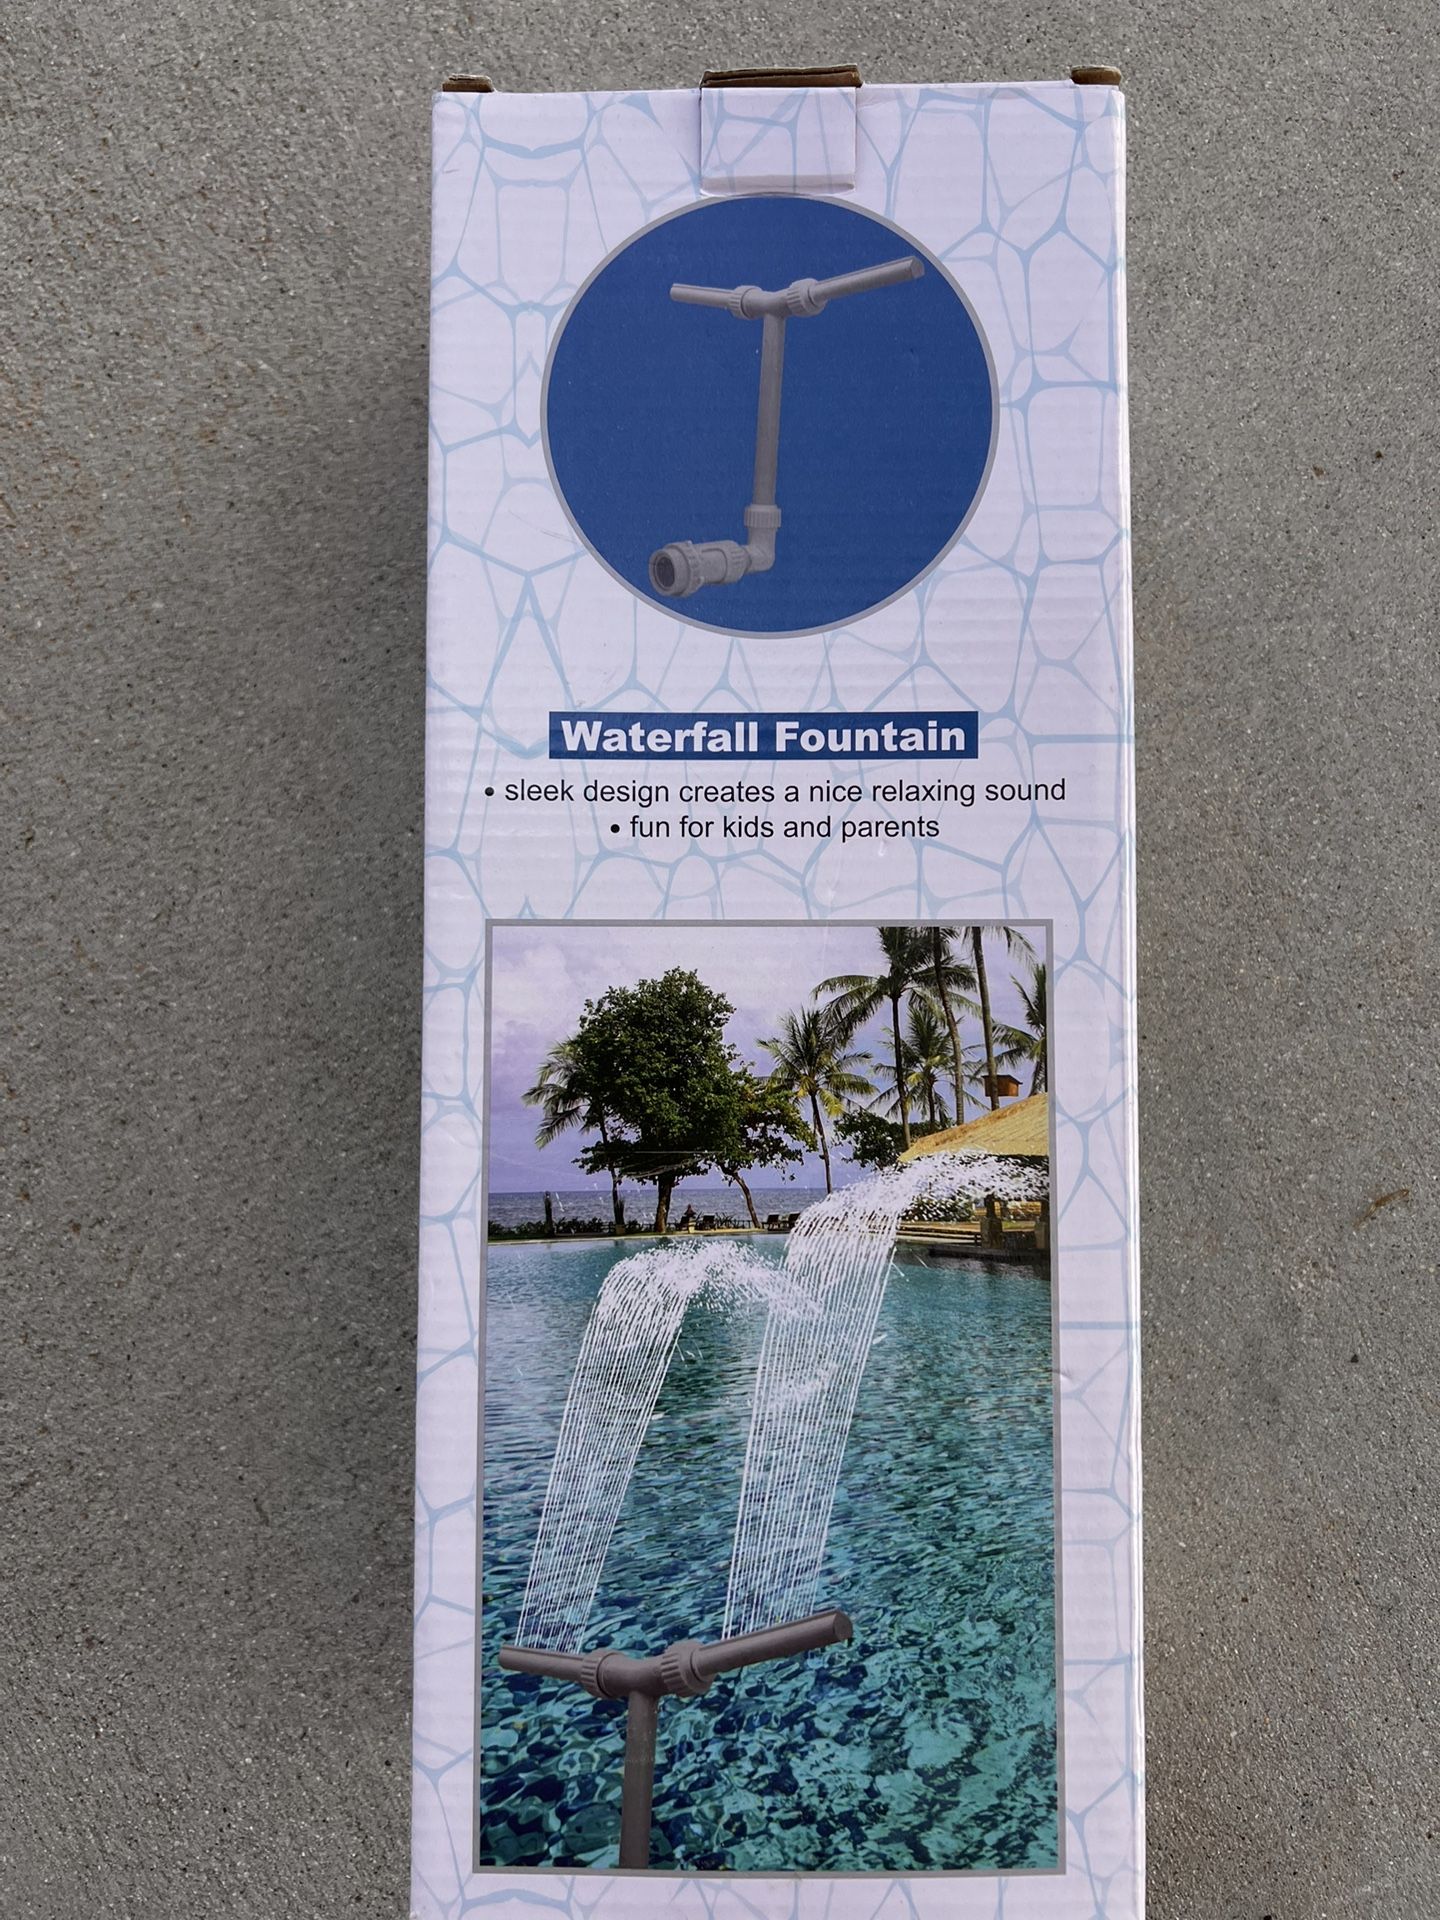 Waterfall Fountain
• sleek design creates a nice relaxing sound
• fun for kids and parents